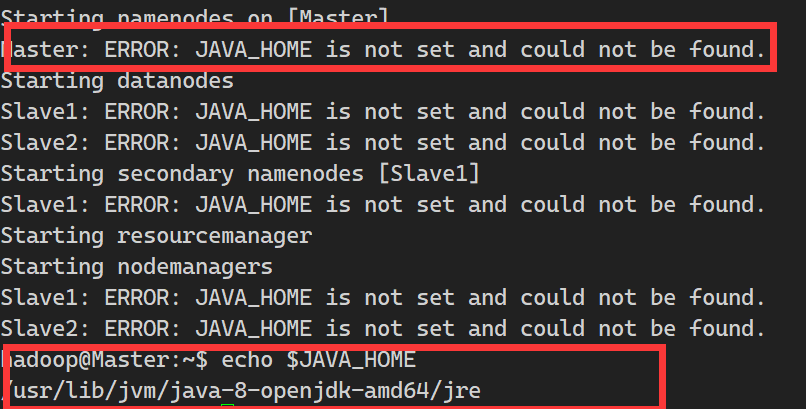 Starting namenodes on [Master]
Master: ERROR: JAVA_HOME is not set and could not be found.
Starting datanodes
Slave1: ERROR: JAVA_HOME is not set and could not be found.
Slave2: ERROR: JAVA_HOME is not set and could not be found.
Starting secondary namenodes [Slave1]
Slave1: ERROR: JAVA_HOME is not set and could not be found.
Starting resourcemanager
Starting nodemanagers
Slave1: ERROR: JAVA_HOME is not set and could not be found.
Slave2: ERROR: JAVA_HOME is not set and could not be found.
hadoop@Master:~$ echo $JAVA_HOME
/usr/lib/jvm/java-8-openjdk-amd64/jre